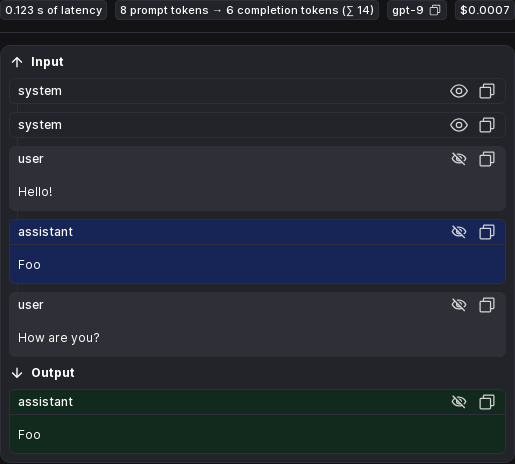 0.123 s of latency 8 prompt tokens → 6 completion tokens (∑ 14) gpt-9 $0.0007
Input
system
system
user
Hello!
assistant
Foo
user
How are you?
Output
assistant
Foo